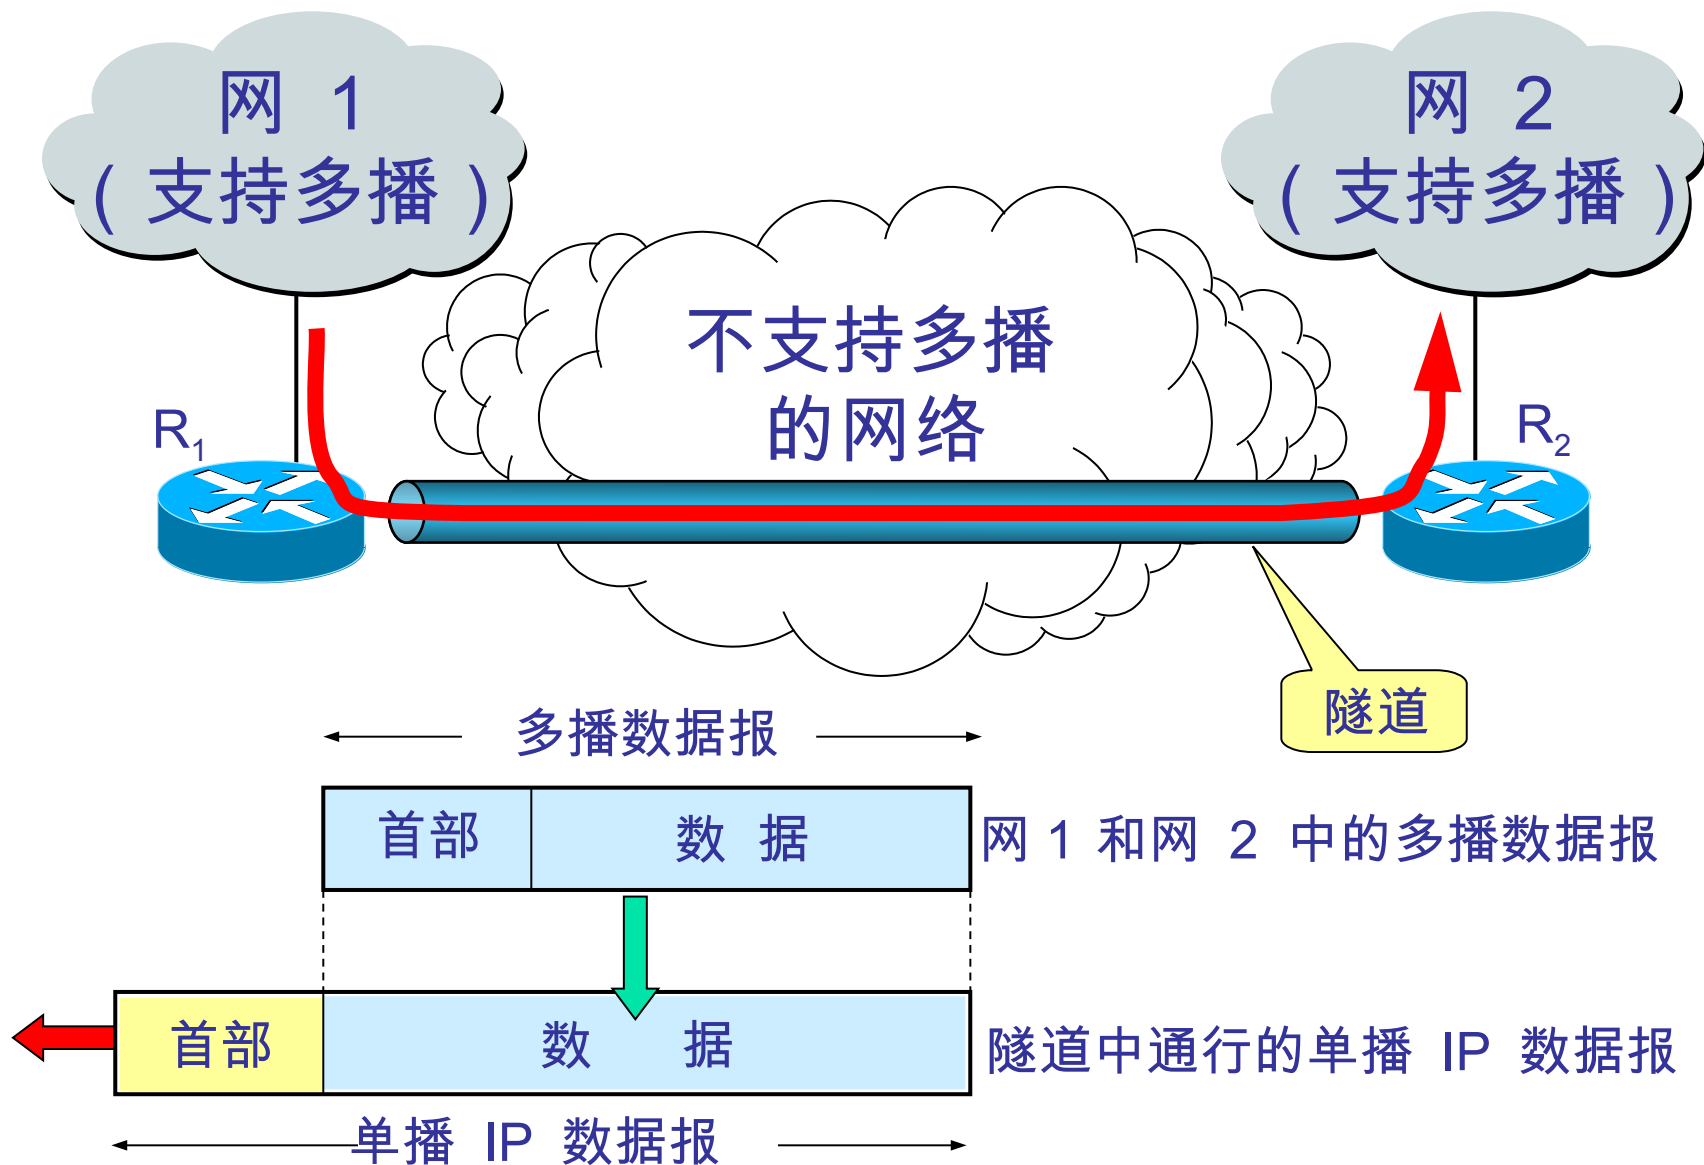 网 1
(支持多播)
网 2
(支持多播)
不支持多播
的网络
R1
R2
隧道
多播数据报
首部
数 据
网 1 和网 2 中的多播数据报
首部
数 据
隧道中通行的单播 IP 数据报
单播 IP 数据报